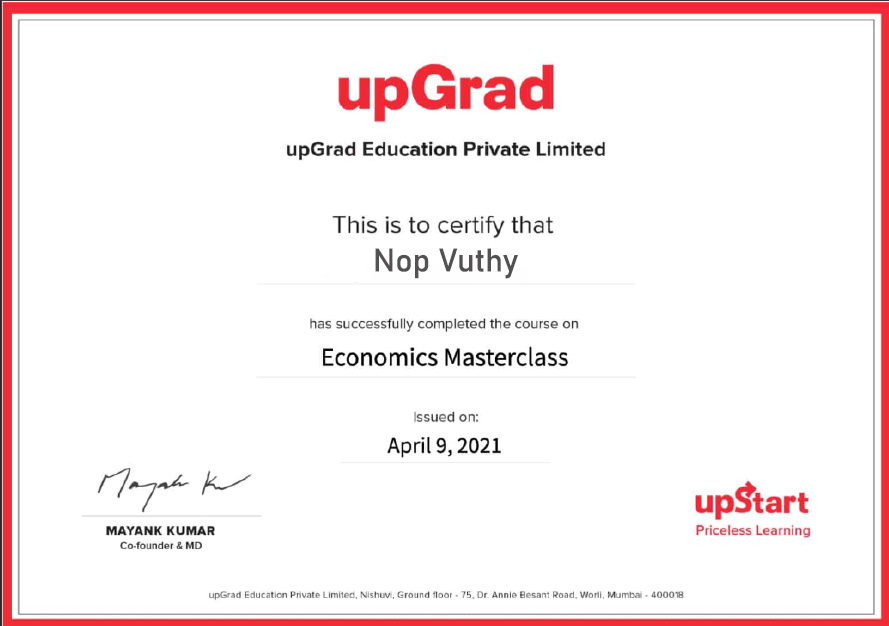 upGrad
upGrad Education Private Limited
This is to certify that
Nop Vuthy
has successfully completed the course on
Economics Masterclass
Issued on:
April 9, 2021
Mayank Kumar
MAYANK KUMAR
Co-founder & MD
upStart
Priceless Learning
upGrad Education Private Limited, Nishuvi, Ground floor - 75, Dr. Annie Besant Road, Worli, Mumbai - 400018